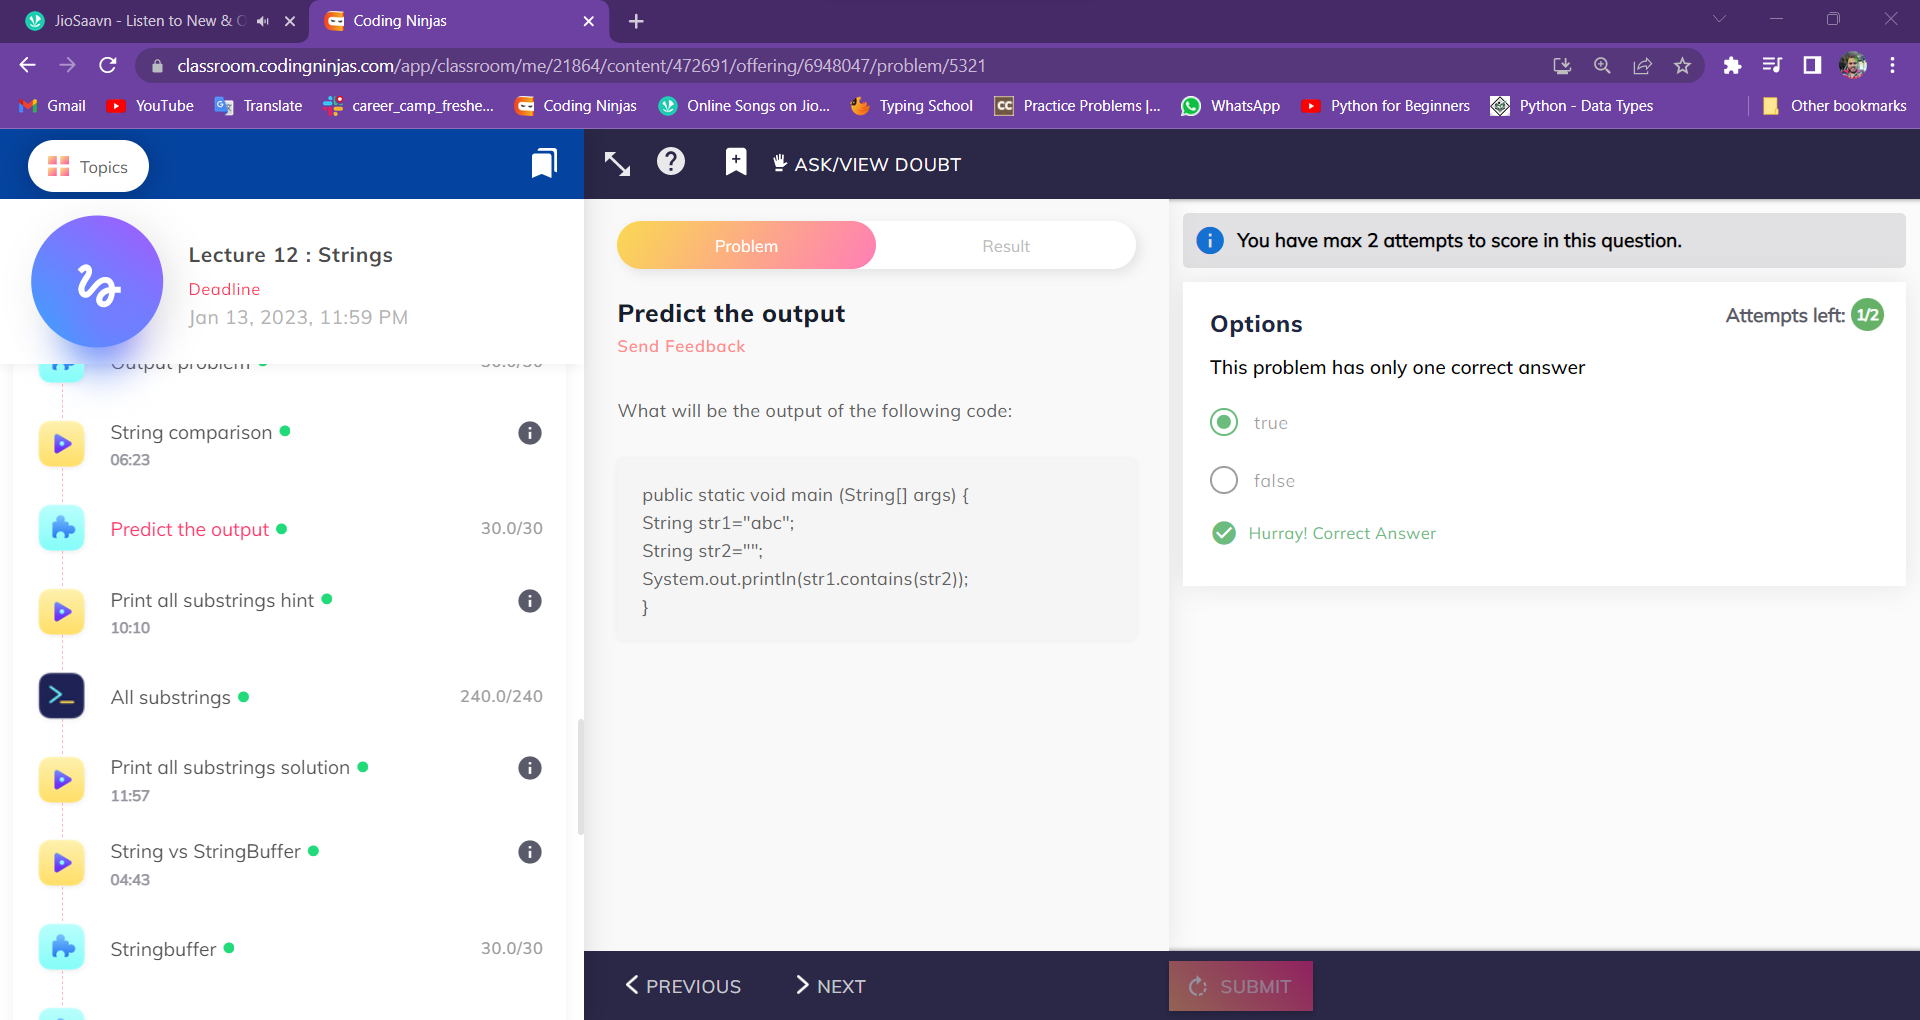 JioSaavn - Listen to New & O
Coding Ninjas
classroom.codingninjas.com/app/classroom/me/21864/content/472691/offering/6948047/problem/5321
Gmail
YouTube
Translate
career_camp_freshe...
Coding Ninjas
Online Songs on Jio...
Typing School
CC
Practice Problems |...
WhatsApp
Python for Beginners
Python - Data Types
Other bookmarks
Topics
ASK/VIEW DOUBT
Lecture 12 : Strings
Deadline
Jan 13, 2023, 11:59 PM
Output problem
30.0/30
String comparison
06:23
Predict the output
30.0/30
Print all substrings hint
10:10
All substrings
240.0/240
Print all substrings solution
11:57
String vs StringBuffer
04:43
Stringbuffer
30.0/30
Problem
Result
Predict the output
Send Feedback
What will be the output of the following code:
public static void main (String[] args) {
String str1="abc";
String str2="";
System.out.println(str1.contains(str2));
}
PREVIOUS
NEXT
You have max 2 attempts to score in this question.
Options
Attempts left: 1/2
This problem has only one correct answer
true
false
Hurray! Correct Answer
SUBMIT